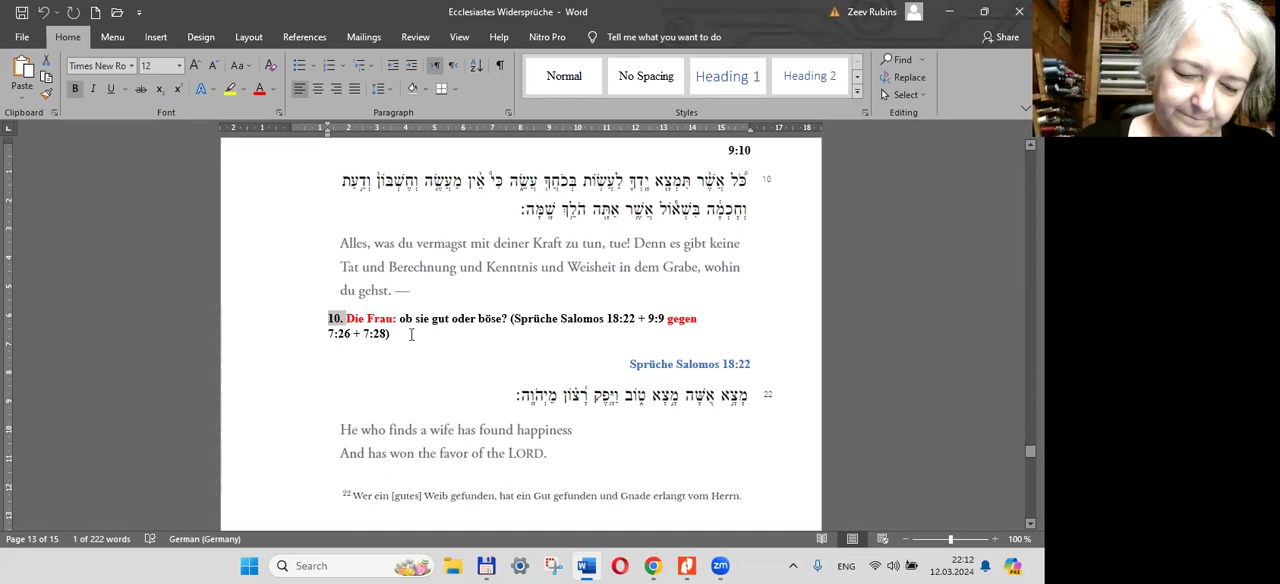 Ecclesiastes Widersprüche - Word
Zeev Rubins
File Home Menu Insert Design Layout References Mailings Review View Help Nitro Pro Tell me what you want to do Share
Paste
Clipboard
Times New Ro 12
Font
Paragraph
Normal No Spacing Heading 1 Heading 2
Styles
Find
Replace
Select
Editing
9:10
כֹּ֠ל אֲשֶׁ֨ר תִּמְצָ֧א יָֽדְךָ֛ לַעֲשׂ֥וֹת בְּכֹחֲךָ֖ עֲשֵׂ֑ה כִּי֩ אֵ֨ין מַעֲשֶׂ֤ה וְחֶשְׁבּוֹן֙ וְדַ֣עַת 10
וְחׇכְמָ֔ה בִּשְׁא֕וֹל אֲשֶׁ֥ר אַתָּ֖ה הֹלֵ֥ךְ שָֽׁמָּה׃
Alles, was du vermagst mit deiner Kraft zu tun, tue! Denn es gibt keine
Tat und Berechnung und Kenntnis und Weisheit in dem Grabe, wohin
du gehst. —
10. Die Frau: ob sie gut oder böse? (Sprüche Salomos 18:22 + 9:9 gegen
7:26 + 7:28)
Sprüche Salomos 18:22
מָצָ֣א אִ֭שָּׁה מָ֣צָא ט֑וֹב וַיָּ֥פֶק רָ֝צ֗וֹן מֵיְהֹוָֽה׃ 22
He who finds a wife has found happiness
And has won the favor of the LORD.
22 Wer ein [gutes] Weib gefunden, hat ein Gut gefunden und Gnade erlangt vom Herrn.
Page 13 of 15 1 of 222 words German (Germany) 100 %
Search
ENG
22:12
12.03.2024